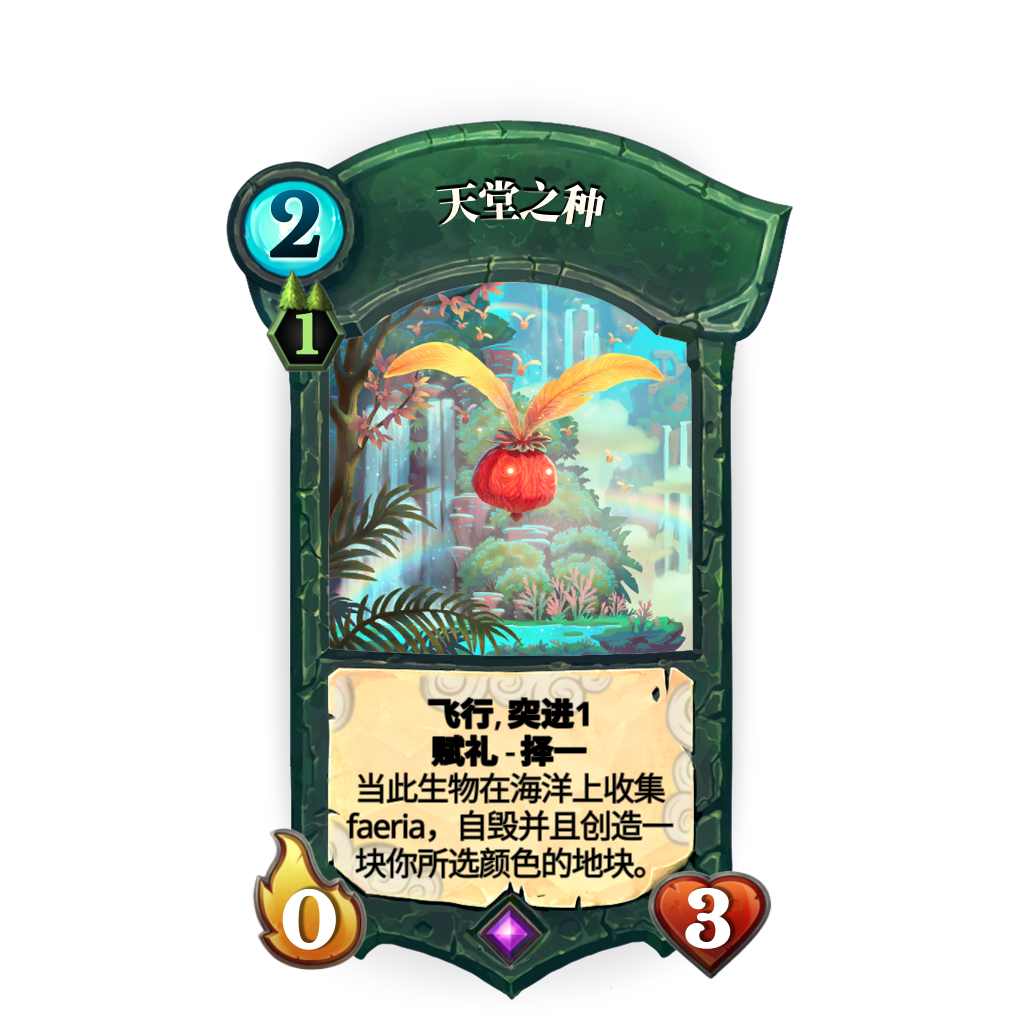 2
天堂之种
1
飞行, 突进1
赋礼 - 择一
当此生物在海洋上收集
faeria，自毁并且创造一
块你所选颜色的地块。
0
3